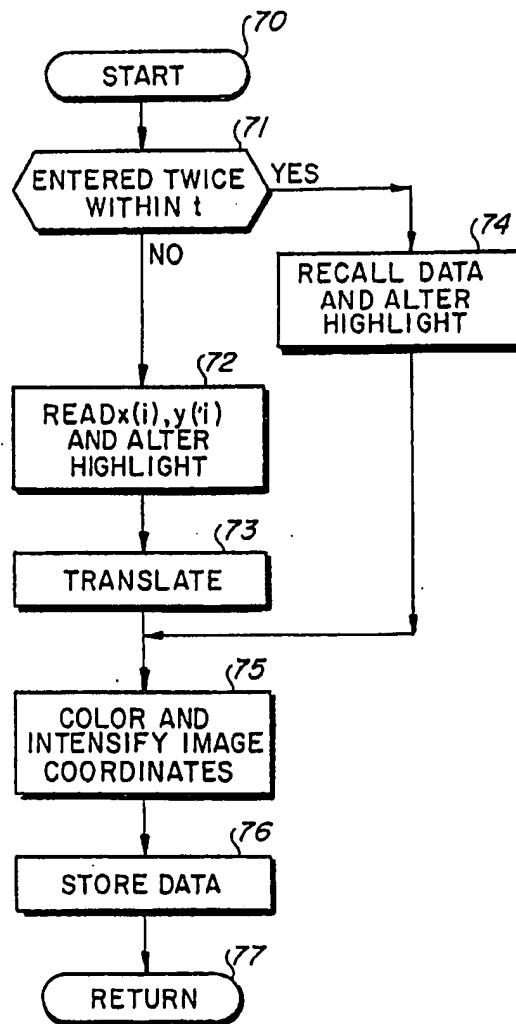 70
START
71
ENTERED TWICE
WITHIN t
YES
NO
74
RECALL DATA
AND ALTER
HIGHLIGHT
72
READx(i),y('i)
AND ALTER
HIGHLIGHT
73
TRANSLATE
75
COLOR AND
INTENSIFY IMAGE
COORDINATES
76
STORE DATA
77
RETURN